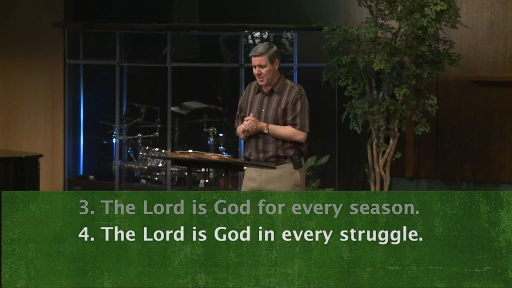 3. The Lord is God for every season.
4. The Lord is God in every struggle.